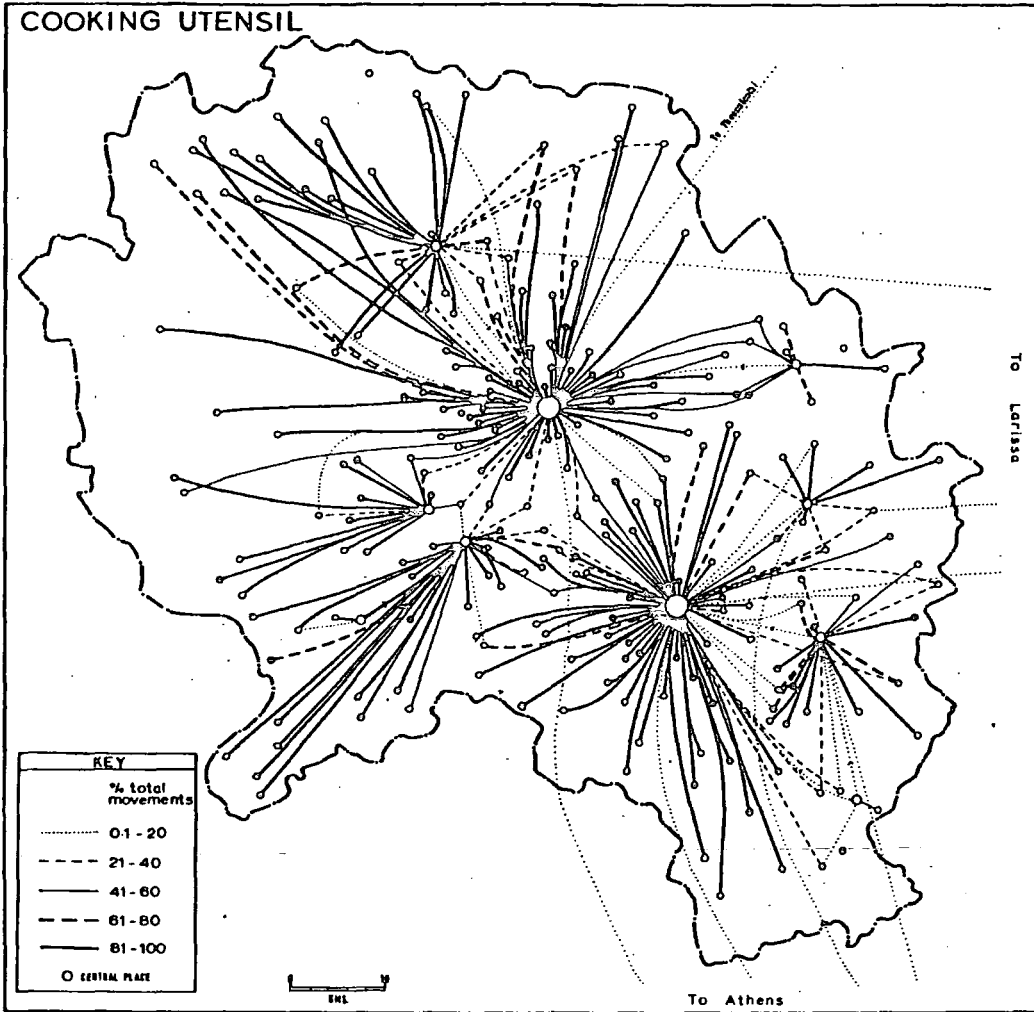 COOKING UTENSIL
To
Larissa
KEY
% total
movements
0·1 - 20
21 - 40
41 - 60
61 - 80
81 - 100
CENTRAL PLACE
KMS.
To Athens